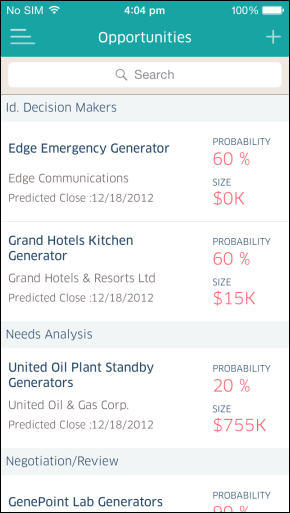 No SIM 4:04 pm 100%
Opportunities
Search
Id. Decision Makers
Edge Emergency Generator
Edge Communications
Predicted Close :12/18/2012
PROBABILITY
60 %
SIZE
$0K
Grand Hotels Kitchen
Generator
Grand Hotels & Resorts Ltd
Predicted Close :12/18/2012
PROBABILITY
60 %
SIZE
$15K
Needs Analysis
United Oil Plant Standby
Generators
United Oil & Gas Corp.
Predicted Close :12/18/2012
PROBABILITY
20 %
SIZE
$755K
Negotiation/Review
GenePoint Lab Generators
PROBABILITY
90 %